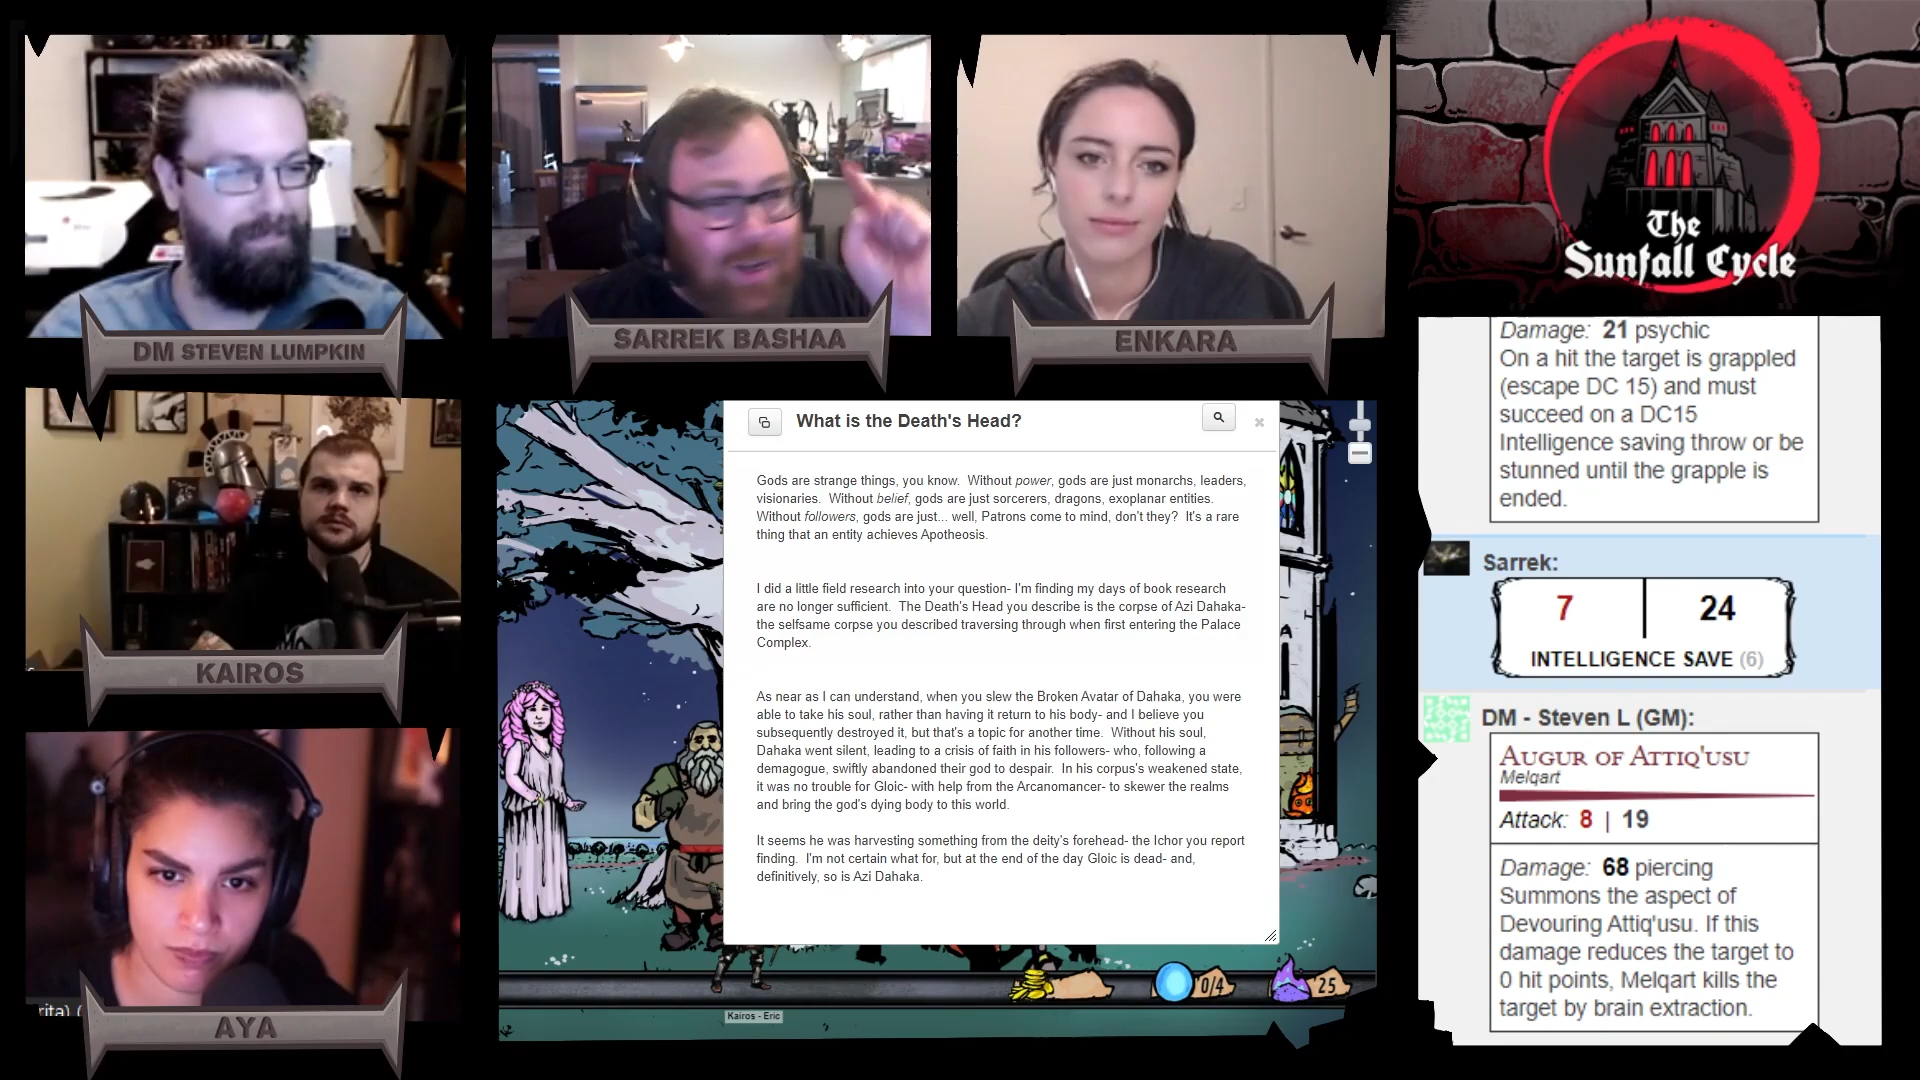 DM STEVEN LUMPKIN
SARREK BASHAA
ENKARA
The
Sunfall Cycle
KAIROS
rita) (
AYA
What is the Death's Head?
Gods are strange things, you know.  Without power, gods are just monarchs, leaders,
visionaries.  Without belief, gods are just sorcerers, dragons, exoplanar entities.
Without followers, gods are just... well, Patrons come to mind, don't they?  It's a rare
thing that an entity achieves Apotheosis.
I did a little field research into your question- I'm finding my days of book research
are no longer sufficient.  The Death's Head you describe is the corpse of Azi Dahaka-
the selfsame corpse you described traversing through when first entering the Palace
Complex.
As near as I can understand, when you slew the Broken Avatar of Dahaka, you were
able to take his soul, rather than having it return to his body- and I believe you
subsequently destroyed it, but that's a topic for another time.  Without his soul,
Dahaka went silent, leading to a crisis of faith in his followers- who, following a
demagogue, swiftly abandoned their god to despair.  In his corpus's weakened state,
it was no trouble for Gloic- with help from the Arcanomancer- to skewer the realms
and bring the god's dying body to this world.
It seems he was harvesting something from the deity's forehead- the Ichor you report
finding.  I'm not certain what for, but at the end of the day Gloic is dead- and,
definitively, so is Azi Dahaka.
0/4
25
Kairos - Eric
Damage: 21 psychic
On a hit the target is grappled
(escape DC 15) and must
succeed on a DC15
Intelligence saving throw or be
stunned until the grapple is
ended.
Sarrek:
7 24
INTELLIGENCE SAVE (6)
DM - Steven L (GM):
AUGUR OF ATTIQ'USU
Melqart
Attack: 8 | 19
Damage: 68 piercing
Summons the aspect of
Devouring Attiq'usu. If this
damage reduces the target to
0 hit points, Melqart kills the
target by brain extraction.